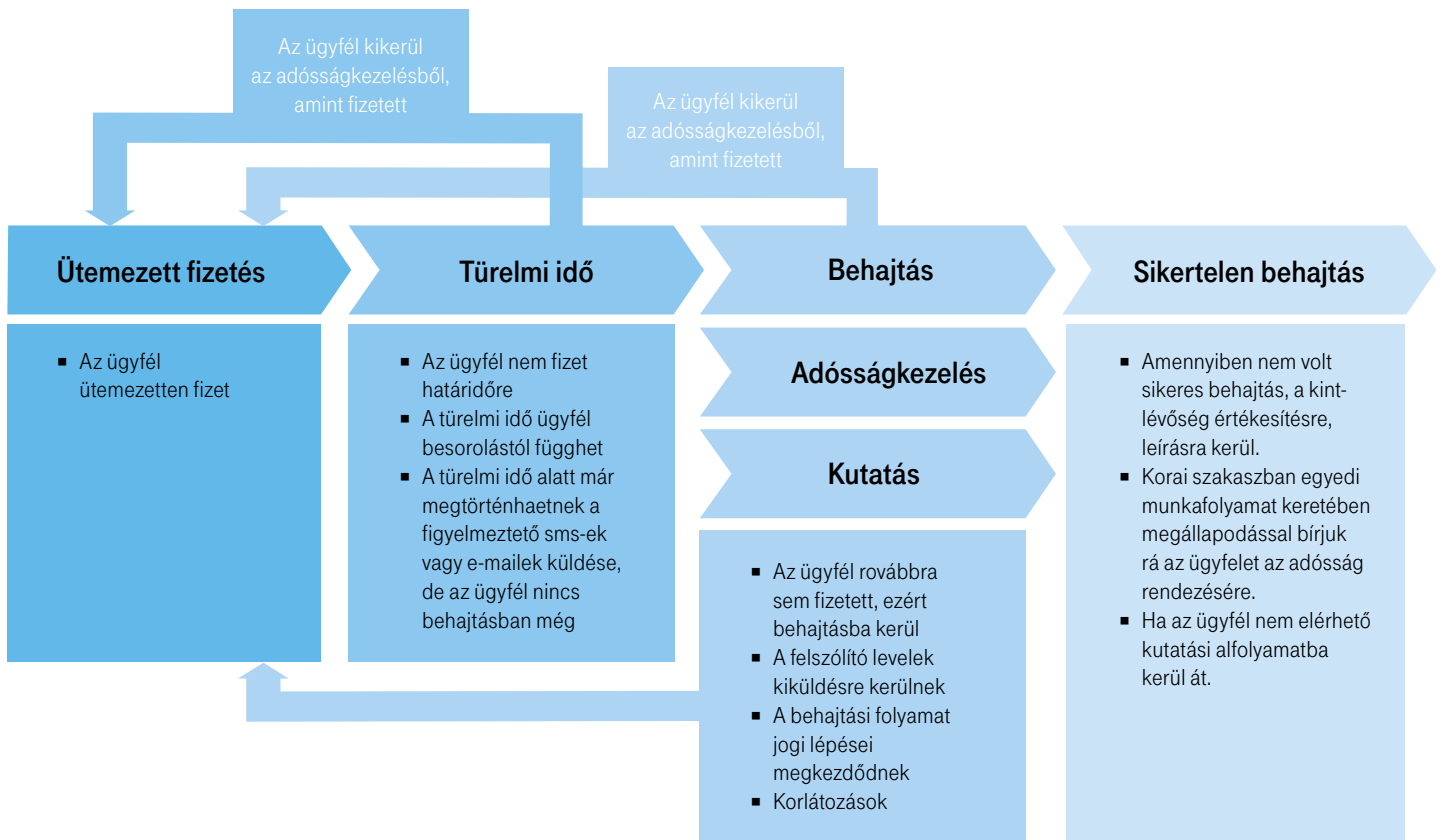 Az ügyfél kikerül
az adósságkezelésből,
amint fizetett
Az ügyfél kikerül
az adósságkezelésből,
amint fizetett
Ütemezett fizetés
Türelmi idő
Behajtás
Sikertelen behajtás
Adósságkezelés
Kutatás
▪ Az ügyfél
ütemezetten fizet
▪ Az ügyfél nem fizet
határidőre
▪ A türelmi idő ügyfél
besorolástól függhet
▪ A türelmi idő alatt már
megtörténhaetnek a
figyelmeztető sms-ek
vagy e-mailek küldése,
de az ügyfél nincs
behajtásban még
▪ Az ügyfél rovábbra
sem fizetett, ezért
behajtásba kerül
▪ A felszólító levelek
kiküldésre kerülnek
▪ A behajtási folyamat
jogi lépései
megkezdődnek
▪ Korlátozások
▪ Amennyiben nem volt
sikeres behajtás, a kint-
lévőség értékesítésre,
leírásra kerül.
▪ Korai szakaszban egyedi
munkafolyamat keretében
megállapodással bírjuk
rá az ügyfelet az adósság
rendezésére.
▪ Ha az ügyfél nem elérhető
kutatási alfolyamatba
kerül át.